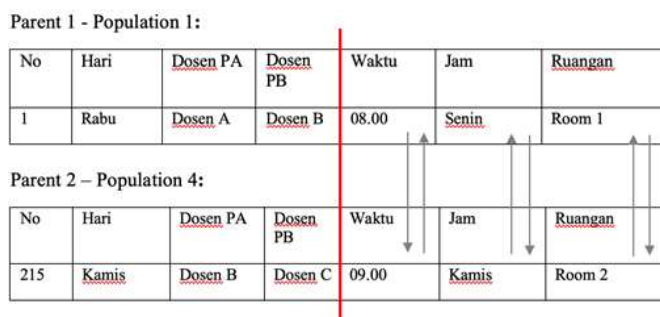 Parent 1 - Population 1:
No Hari Dosen PA Dosen PB Waktu Jam Ruangan
1 Rabu Dosen A Dosen B 08.00 Senin Room 1
Parent 2 – Population 4:
No Hari Dosen PA Dosen PB Waktu Jam Ruangan
215 Kamis Dosen B Dosen C 09.00 Kamis Room 2